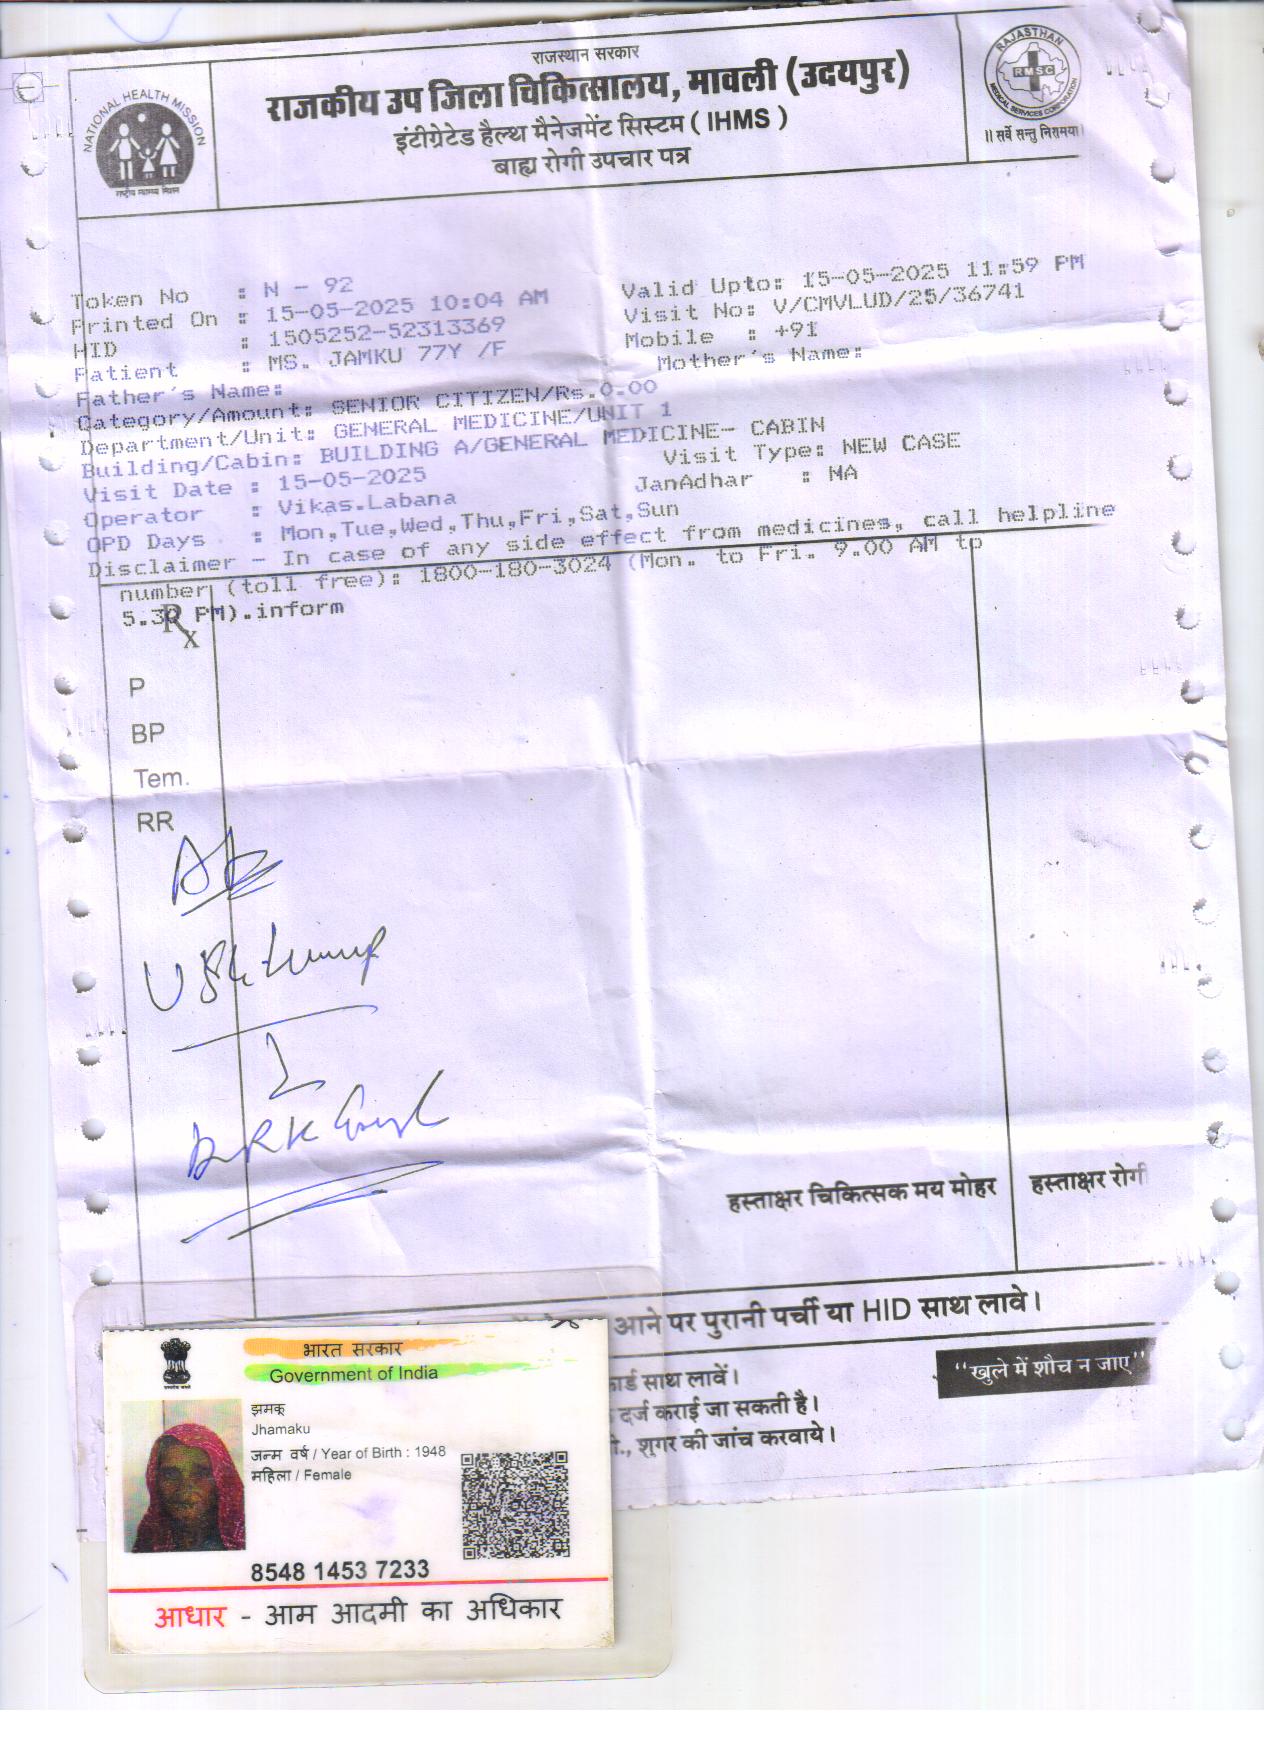 राजस्थान सरकार
राजकीय उप जिला चिकित्सालय, मावली (उदयपुर)
इंटीग्रेटेड हैल्थ मैनेजमेंट सिस्टम ( IHMS )
बाह्य रोगी उपचार पत्र
NATIONAL HEALTH MISSION
राष्ट्रीय स्वास्थ्य मिशन
RAJASTHAN
RMSC
MEDICAL SERVICES CORPORATION
॥ सर्वे सन्तु निरामया।
Token No : N - 92
Valid Upto: 15-05-2025 11:59 PM
Printed On : 15-05-2025 10:04 AM
Visit No: V/CMVLUD/25/36741
HID : 1505252-52313369
Mobile : +91
Patient : MS. JAMKU 77Y /F
Mother's Name:
Father's Name:
Category/Amount: SENIOR CITIZEN/Rs.0.00
Department/Unit: GENERAL MEDICINE/UNIT 1
Building/Cabin: BUILDING A/GENERAL MEDICINE- CABIN
Visit Date : 15-05-2025
Visit Type: NEW CASE
Operator : Vikas.Labana
JanAdhar : NA
OPD Days : Mon,Tue,Wed,Thu,Fri,Sat,Sun
Disclaimer - In case of any side effect from medicines, call helpline
number (toll free): 1800-180-3024 (Mon. to Fri. 9.00 AM to
5.30 PM).inform
Rx
P
BP
Tem.
RR
हस्ताक्षर चिकित्सक मय मोहर
हस्ताक्षर रोगी
आने पर पुरानी पर्ची या HID साथ लावे।
कार्ड साथ लावें।
दर्ज कराई जा सकती है।
शुगर की जांच करवाये।
"खुले में शौच न जाए"
भारत सरकार
Government of India
झमकू
Jhamaku
जन्म वर्ष / Year of Birth : 1948
महिला / Female
8548 1453 7233
आधार - आम आदमी का अधिकार